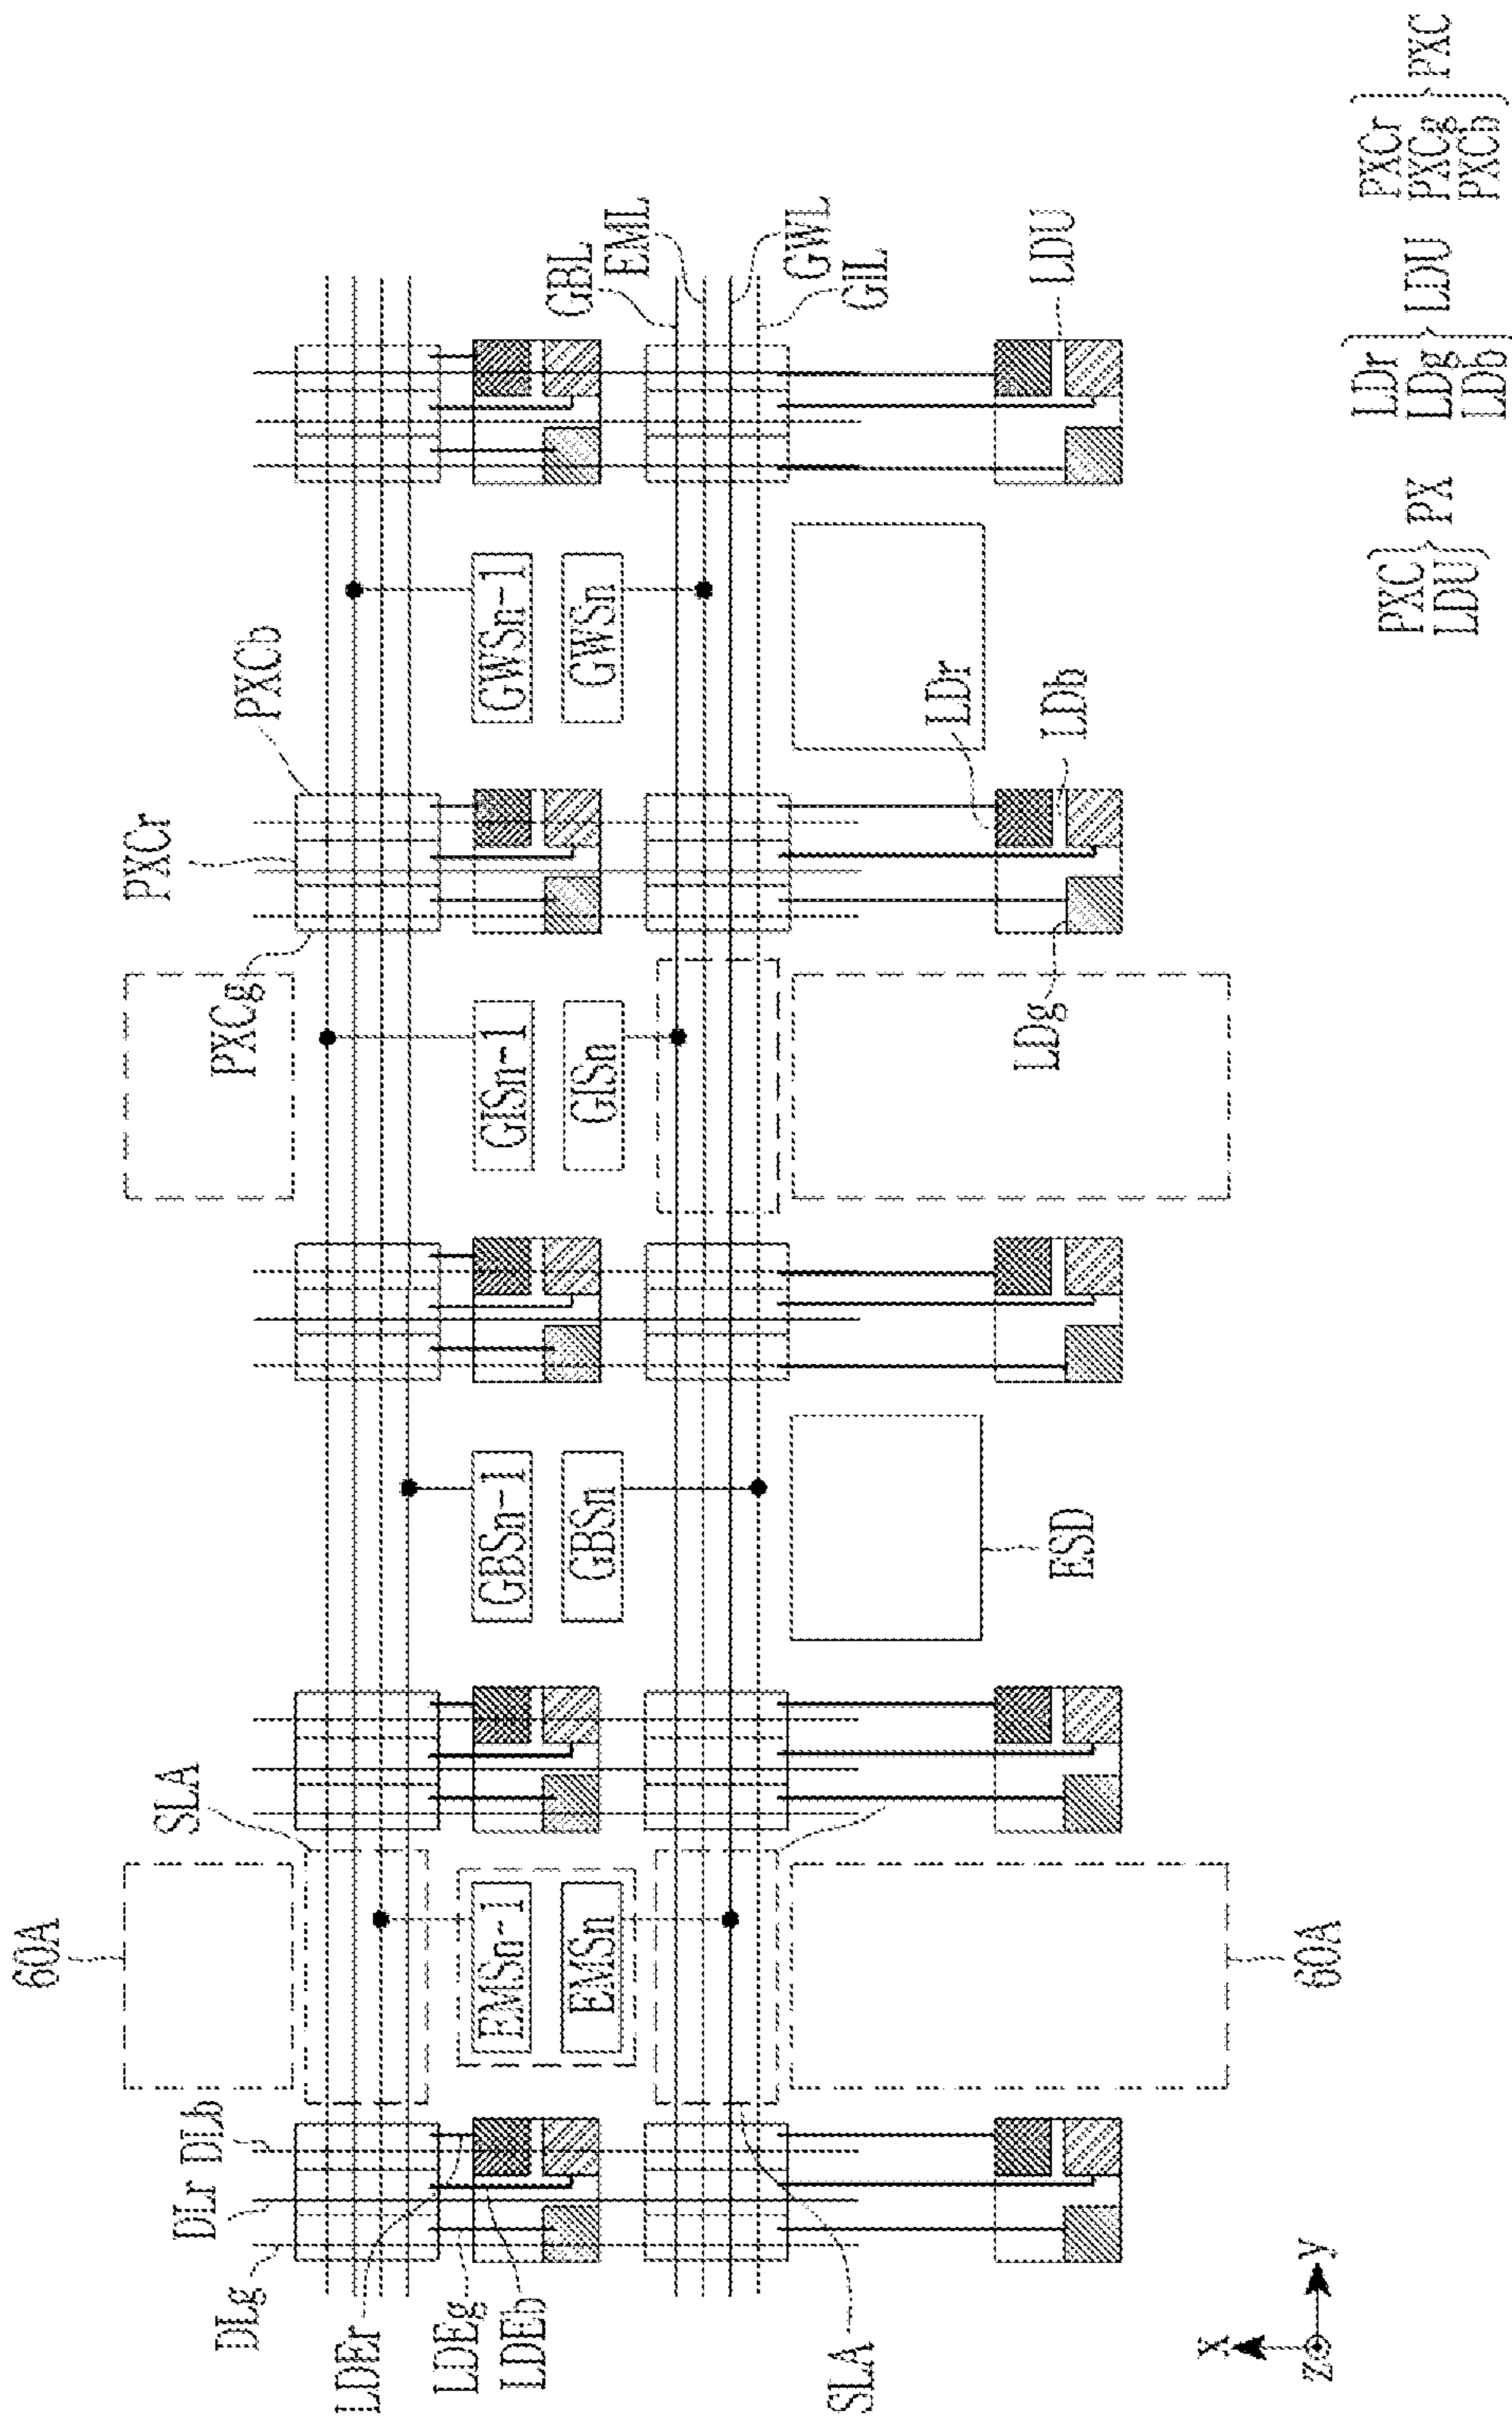 60A
SLA
PXCr
PXCb
PXCg
DLg
DLr
DLb
GBL
EML
GWL
GIL
LDEr
LDEg
LDEb
EMSn-1
EMSn
GBSn-1
GBSn
GISn-1
GISn
GWSn-1
GWSn
SLA
60A
ESD
LDg
LDr
LDb
LDU
x
y
z
PXC
LDU
PX
LDr
LDg
LDb
LDU
PXCr
PXCg
PXCb
PXC